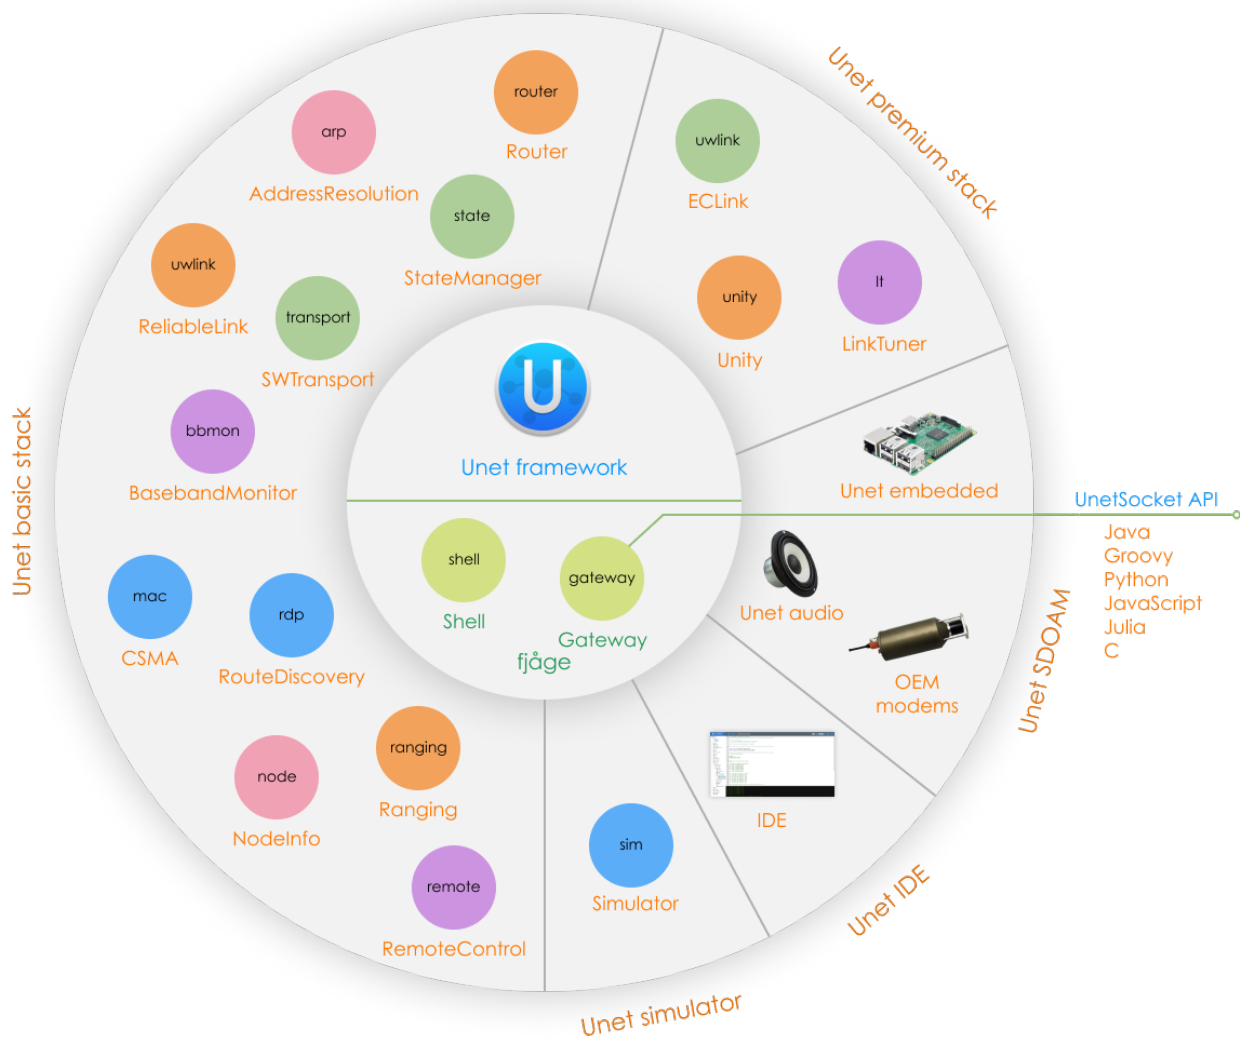 Unet premium stack
router
Router
arp
AddressResolution
uwlink
ECLink
state
StateManager
uwlink
ReliableLink
lt
LinkTuner
unity
Unity
transport
SWTransport
U
Unet framework
bbmon
BasebandMonitor
Unet basic stack
Unet embedded
UnetSocket API
Java
Groovy
Python
JavaScript
Julia
C
shell
Shell
gateway
Gateway
fjåge
Unet audio
OEM
modems
Unet SDOAM
mac
CSMA
rdp
RouteDiscovery
ranging
Ranging
node
NodeInfo
IDE
Unet IDE
sim
Simulator
remote
RemoteControl
Unet simulator